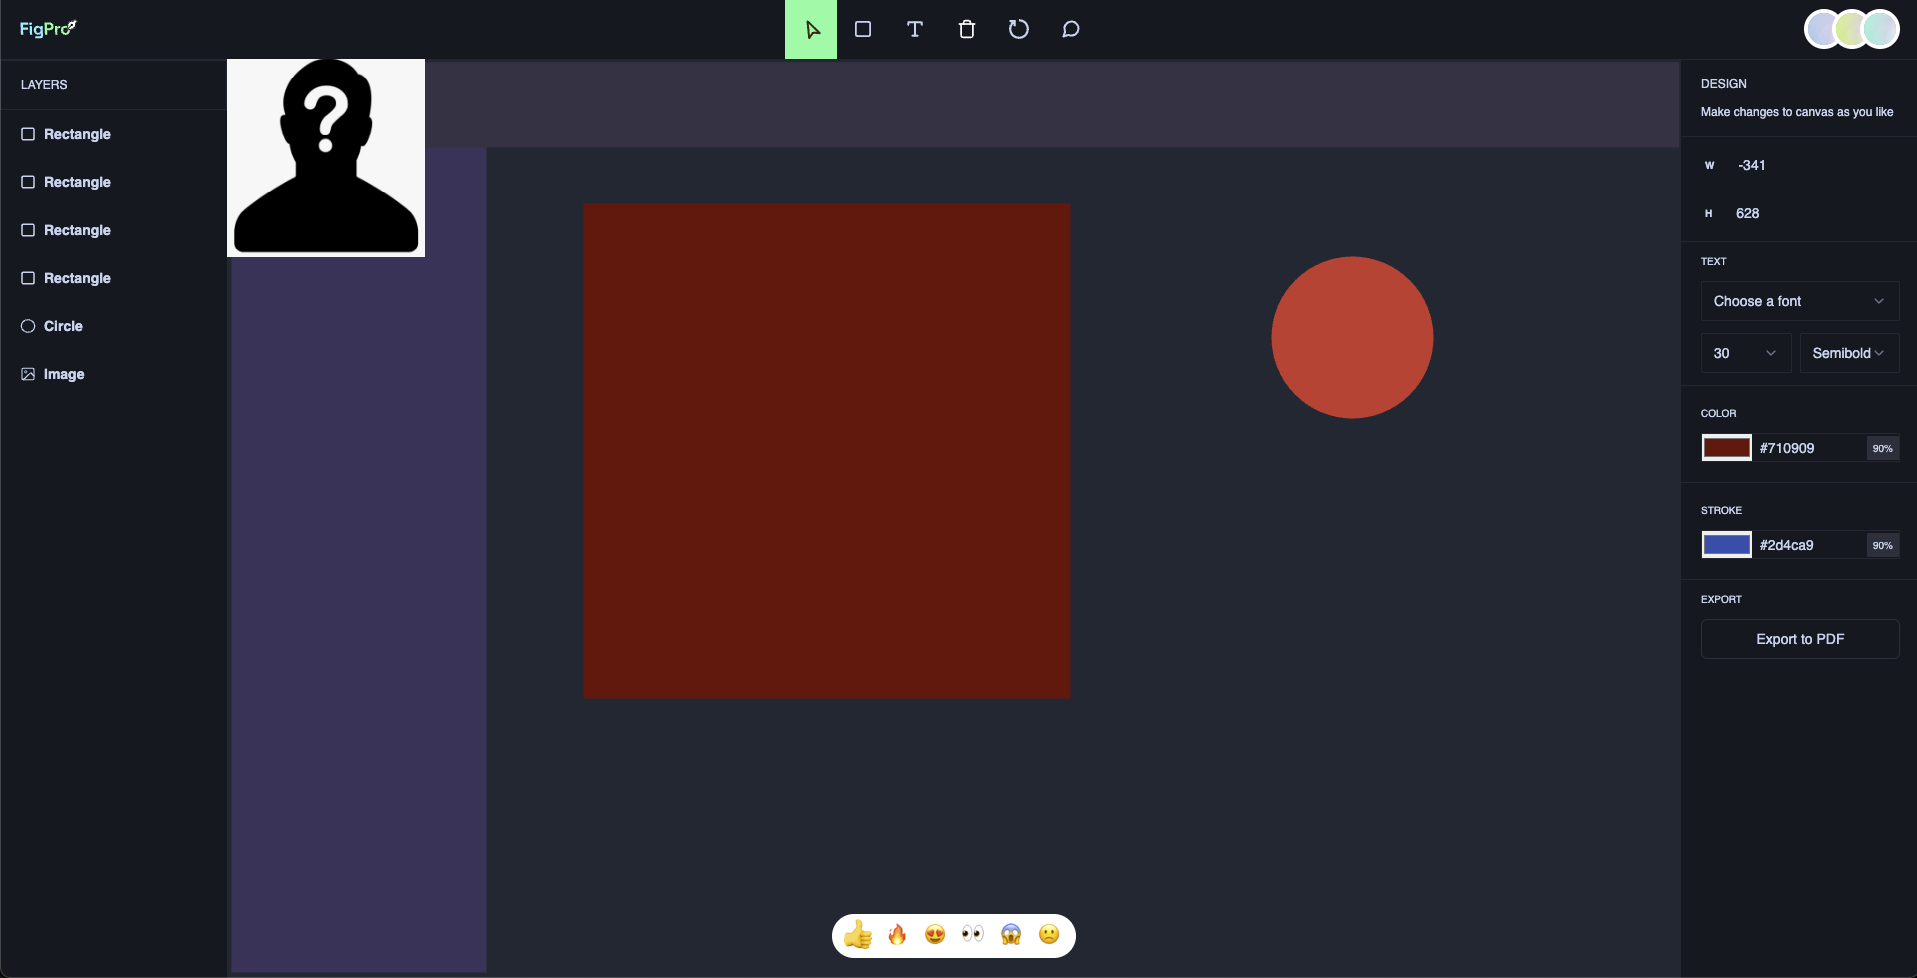 FigPro
LAYERS
Rectangle
Rectangle
Rectangle
Rectangle
Circle
Image
?
DESIGN
Make changes to canvas as you like
W -341
H 628
TEXT
Choose a font
30 Semibold
COLOR
#710909 90%
STROKE
#2d4ca9 90%
EXPORT
Export to PDF